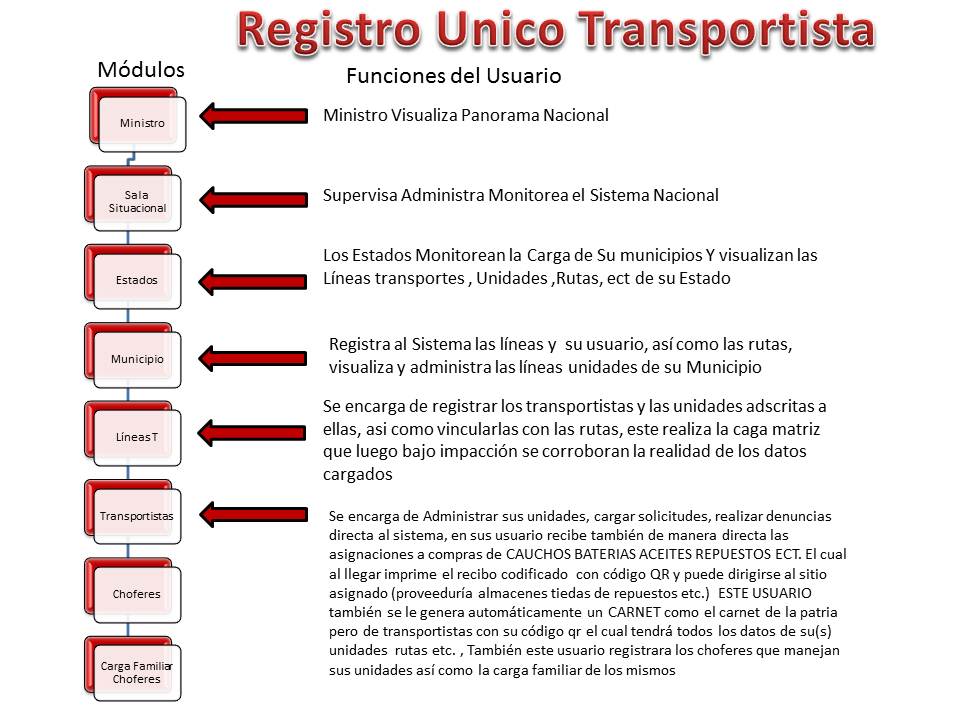 Registro Unico Transportista
Módulos
Funciones del Usuario
Ministro
Ministro Visualiza Panorama Nacional
Sala
Situacional
Supervisa Administra Monitorea el Sistema Nacional
Estados
Los Estados Monitorean la Carga de Su municipios Y visualizan las
Líneas transportes , Unidades ,Rutas, ect de su Estado
Municipio
Registra al Sistema las líneas y su usuario, así como las rutas,
visualiza y administra las líneas unidades de su Municipio
Líneas T
Se encarga de registrar los transportistas y las unidades adscritas a
ellas, asi como vincularlas con las rutas, este realiza la caga matriz
que luego bajo impacción se corroboran la realidad de los datos
cargados
Transportistas
Se encarga de Administrar sus unidades, cargar solicitudes, realizar denuncias
directa al sistema, en sus usuario recibe también de manera directa las
asignaciones a compras de CAUCHOS BATERIAS ACEITES REPUESTOS ECT. El cual
al llegar imprime el recibo codificado con código QR y puede dirigirse al sitio
asignado (proveeduría almacenes tiedas de repuestos etc.) ESTE USUARIO
también se le genera automáticamente un CARNET como el carnet de la patria
pero de transportistas con su código qr el cual tendrá todos los datos de su(s)
unidades rutas etc. , También este usuario registrara los choferes que manejan
sus unidades así como la carga familiar de los mismos
Choferes
Carga Familiar
Choferes